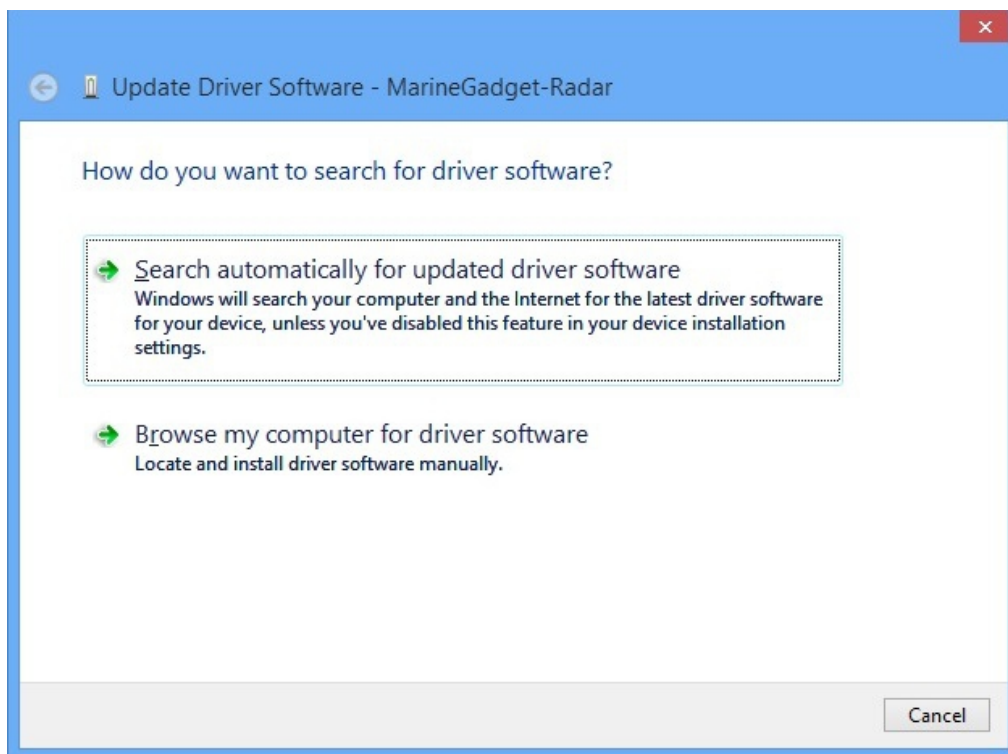 Update Driver Software - MarineGadget-Radar
How do you want to search for driver software?
Search automatically for updated driver software
Windows will search your computer and the Internet for the latest driver software
for your device, unless you've disabled this feature in your device installation
settings.
Browse my computer for driver software
Locate and install driver software manually.
Cancel